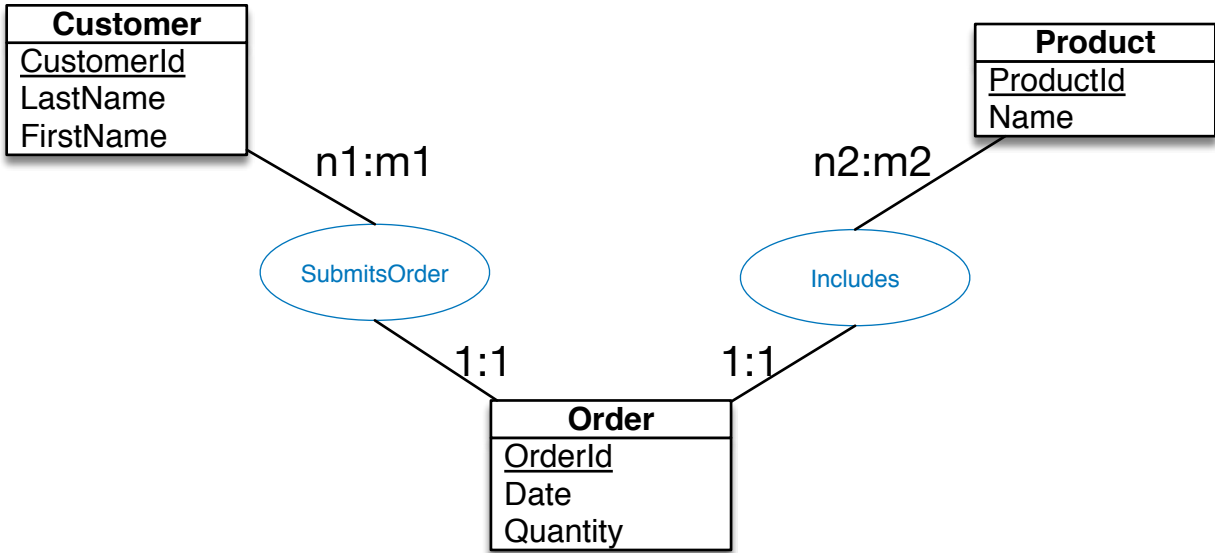 Customer
CustomerId
LastName
FirstName
Product
ProductId
Name
n1:m1
n2:m2
SubmitsOrder
Includes
1:1
1:1
Order
OrderId
Date
Quantity